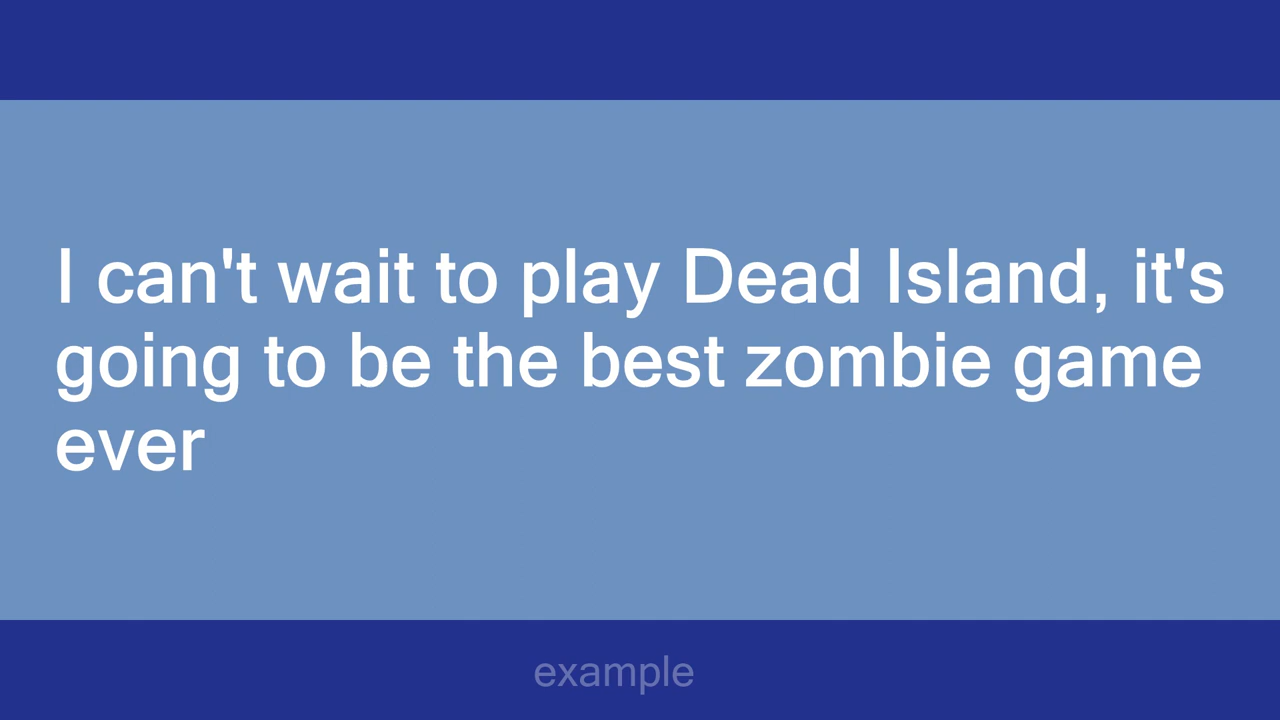 I can't wait to play Dead Island, it's
going to be the best zombie game
ever
example